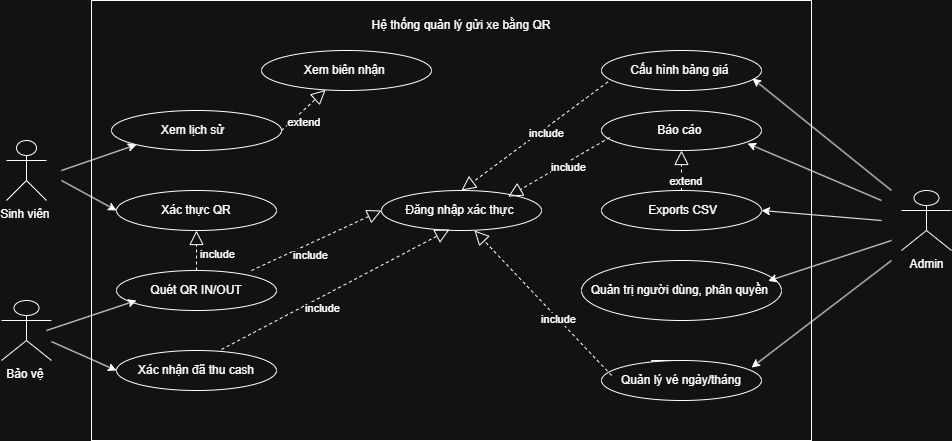 Hệ thống quản lý gửi xe bằng QR
Xem biên nhận
Cấu hình bảng giá
extend
Xem lịch sử
include
Báo cáo
include
extend
Sinh viên
Xác thực QR
Đăng nhập xác thực
Exports CSV
include
include
Admin
Quét QR IN/OUT
Quản trị người dùng, phân quyền
include
include
Bảo vệ
Xác nhận đã thu cash
Quản lý vé ngày/tháng